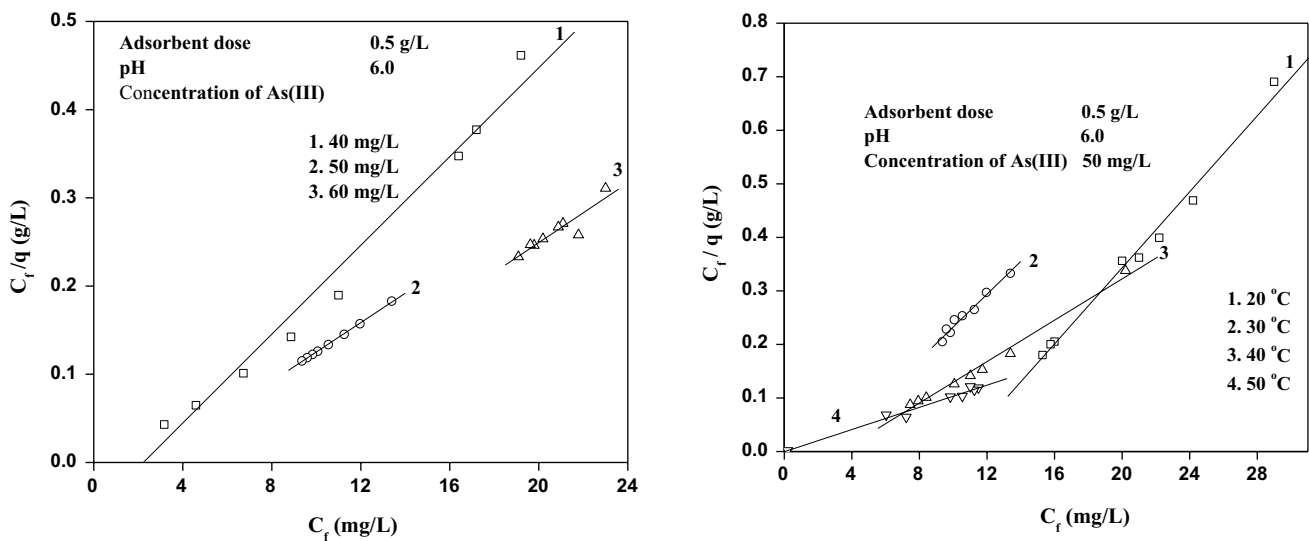 Adsorbent dose 0.5 g/L
pH 6.0
Concentration of As(III)
1. 40 mg/L
2. 50 mg/L
3. 60 mg/L
1
2
3
0.5
0.4
0.3
0.2
0.1
0.0
C_f /q (g/L)
0 4 8 12 16 20 24
C_f (mg/L)
Adsorbent dose 0.5 g/L
pH 6.0
Concentration of As(III) 50 mg/L
1
2
3
4
1. 20 °C
2. 30 °C
3. 40 °C
4. 50 °C
0.8
0.7
0.6
0.5
0.4
0.3
0.2
0.1
0.0
C_f / q (g/L)
0 4 8 12 16 20 24 28
C_f (mg/L)